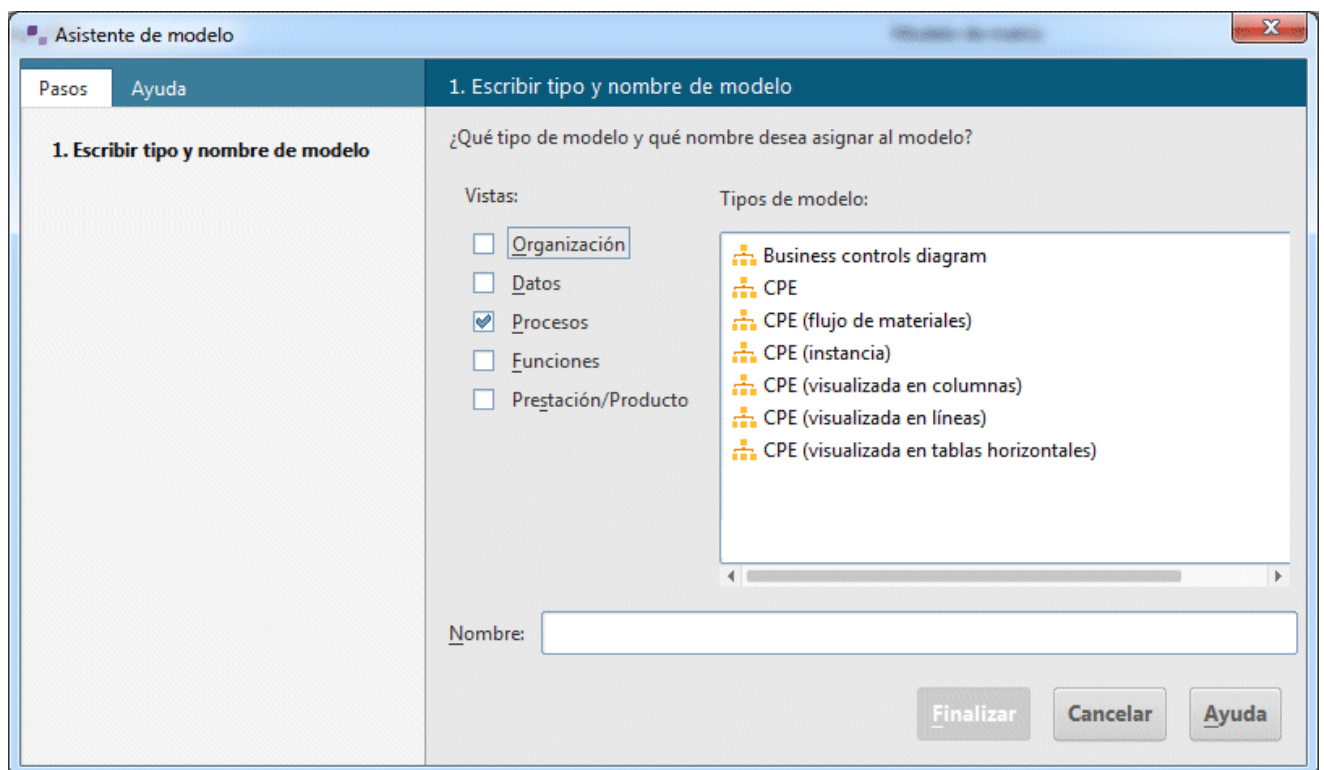 Asistente de modelo
Pasos
Ayuda
1. Escribir tipo y nombre de modelo
1. Escribir tipo y nombre de modelo
¿Qué tipo de modelo y qué nombre desea asignar al modelo?
Vistas:
Organización
Datos
Procesos
Funciones
Prestación/Producto
Tipos de modelo:
Business controls diagram
CPE
CPE (flujo de materiales)
CPE (instancia)
CPE (visualizada en columnas)
CPE (visualizada en líneas)
CPE (visualizada en tablas horizontales)
Nombre:
Finalizar
Cancelar
Ayuda